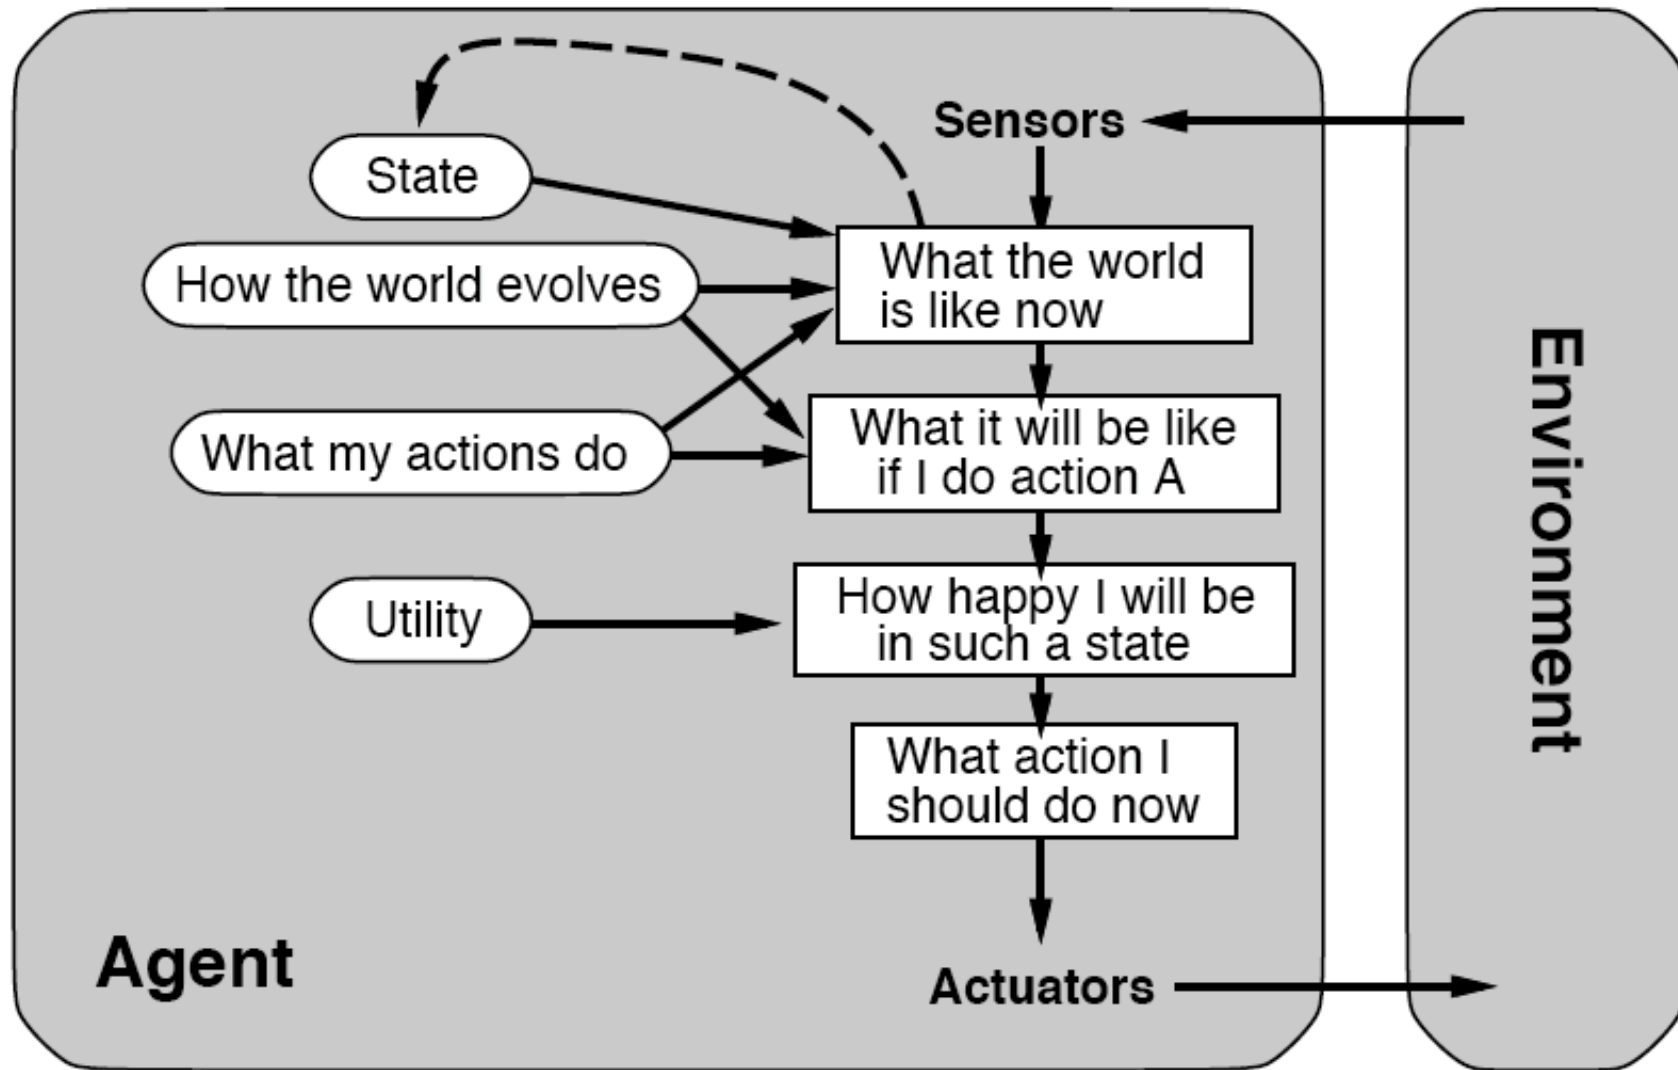 Sensors
State
What the world
is like now
How the world evolves
What it will be like
if I do action A
What my actions do
How happy I will be
in such a state
Utility
What action I
should do now
Agent
Actuators
Environment